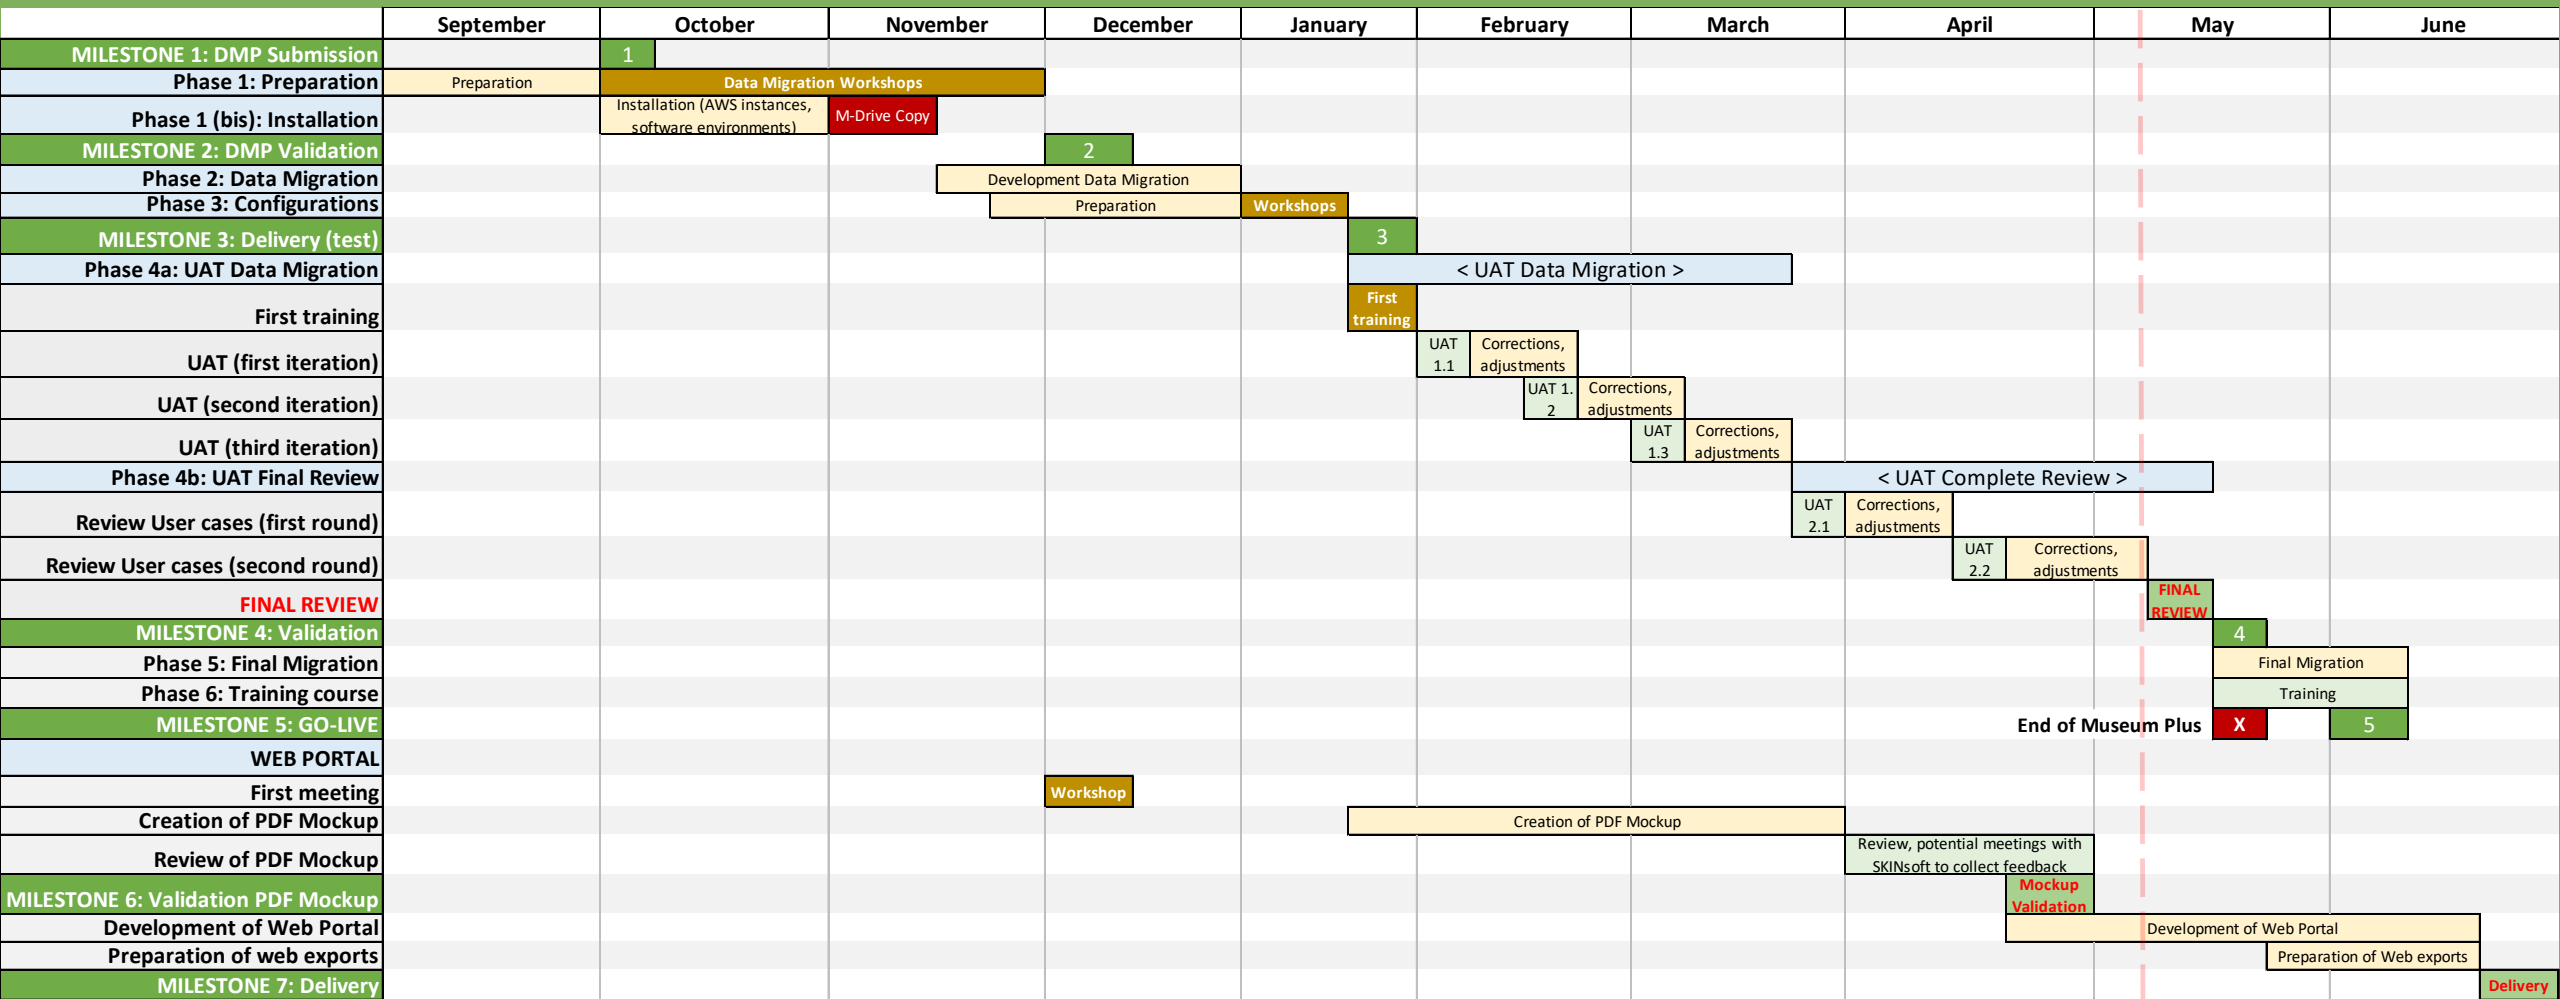 September October November December January February March April May June
MILESTONE 1: DMP Submission 1
Phase 1: Preparation Preparation Data Migration Workshops
Installation (AWS instances,
Phase 1 (bis): Installation software environments) M-Drive Copy
MILESTONE 2: DMP Validation 2
Phase 2: Data Migration Development Data Migration
Phase 3: Configurations Preparation Workshops
MILESTONE 3: Delivery (test) 3
Phase 4a: UAT Data Migration < UAT Data Migration >
First
First training training
UAT Corrections,
UAT (first iteration) 1.1 adjustments
UAT 1. Corrections,
UAT (second iteration) 2 adjustments
UAT Corrections,
UAT (third iteration) 1.3 adjustments
Phase 4b: UAT Final Review < UAT Complete Review >
UAT Corrections,
Review User cases (first round) 2.1 adjustments
UAT Corrections,
Review User cases (second round) 2.2 adjustments
FINAL
FINAL REVIEW REVIEW
MILESTONE 4: Validation 4
Phase 5: Final Migration Final Migration
Phase 6: Training course Training
MILESTONE 5: GO-LIVE End of Museum Plus X 5
WEB PORTAL
First meeting Workshop
Creation of PDF Mockup Creation of PDF Mockup
Review, potential meetings with
Review of PDF Mockup SKINsoft to collect feedback
Mockup
MILESTONE 6: Validation PDF Mockup Validation
Development of Web Portal Development of Web Portal
Preparation of web exports Preparation of Web exports
MILESTONE 7: Delivery Delivery